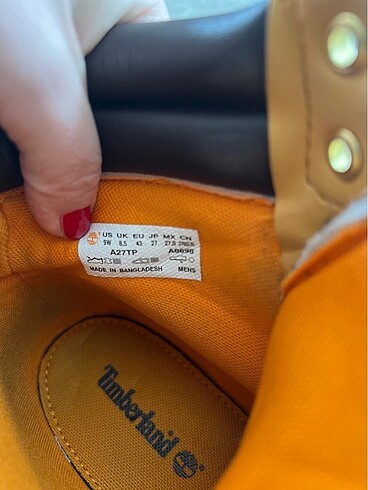 US UK EU JP MX CN
9W 8.5 43 27 27.0
A27TP
MADE IN BANGLADESH MENS
Timberland